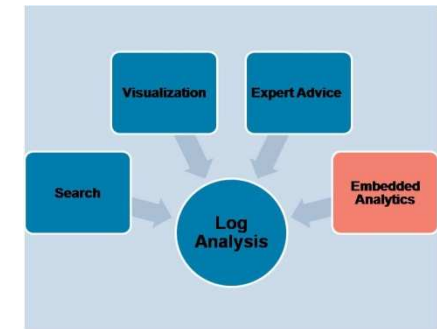 Visualization
Expert Advice
Search
Embedded
Analytics
Log
Analysis